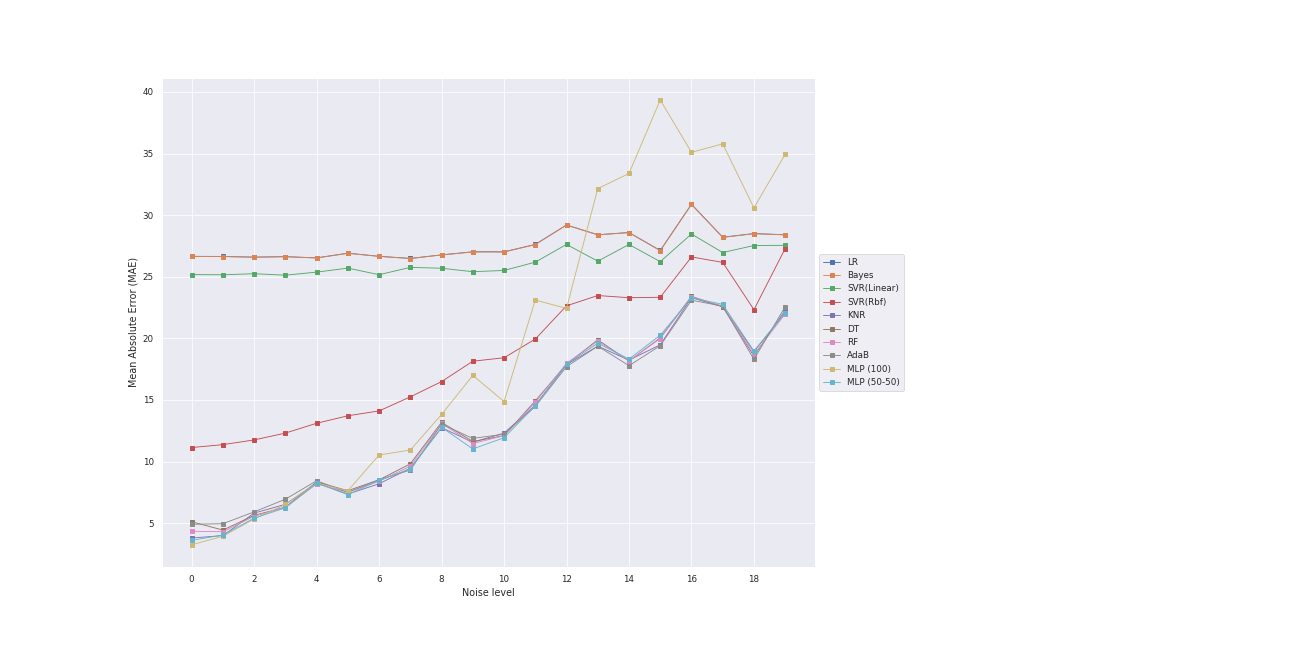 40
35
30
25
20
15
10
5
Mean Absolute Error (MAE)
0 2 4 6 8 10 12 14 16 18
Noise level
LR
Bayes
SVR(Linear)
SVR(Rbf)
KNR
DT
RF
AdaB
MLP (100)
MLP (50-50)